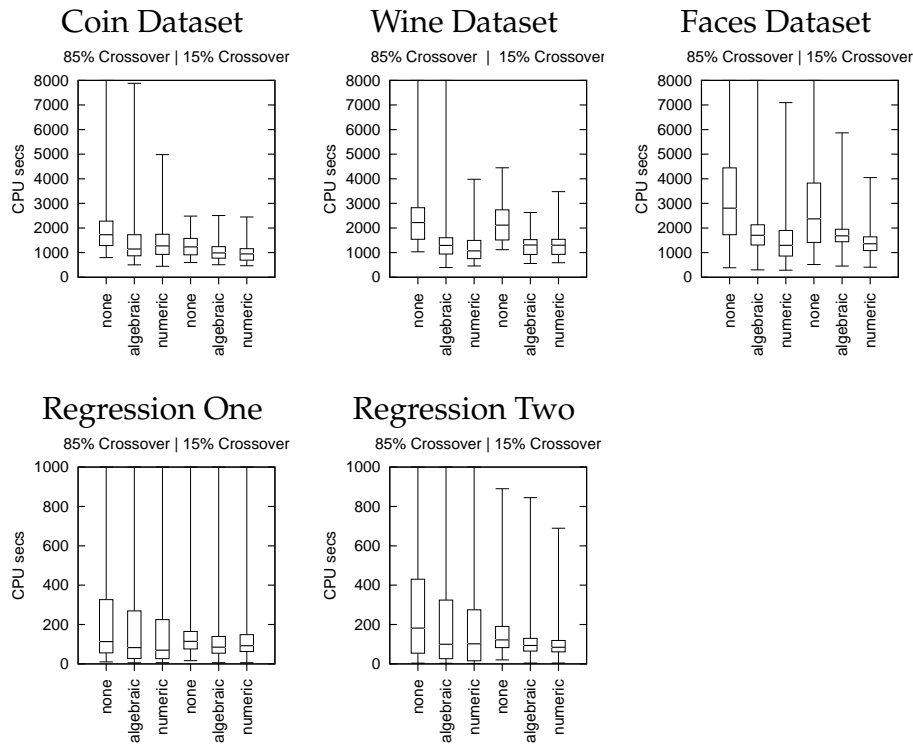 Coin Dataset
85% Crossover | 15% Crossover
8000
7000
6000
5000
4000
3000
2000
1000
0
CPU secs
none
algebraic
numeric
none
algebraic
numeric
Wine Dataset
85% Crossover | 15% Crossover
8000
7000
6000
5000
4000
3000
2000
1000
0
CPU secs
none
algebraic
numeric
none
algebraic
numeric
Faces Dataset
85% Crossover | 15% Crossover
8000
7000
6000
5000
4000
3000
2000
1000
0
CPU secs
none
algebraic
numeric
none
algebraic
numeric
Regression One
85% Crossover | 15% Crossover
1000
800
600
400
200
0
CPU secs
none
algebraic
numeric
none
algebraic
numeric
Regression Two
85% Crossover | 15% Crossover
1000
800
600
400
200
0
CPU secs
none
algebraic
numeric
none
algebraic
numeric